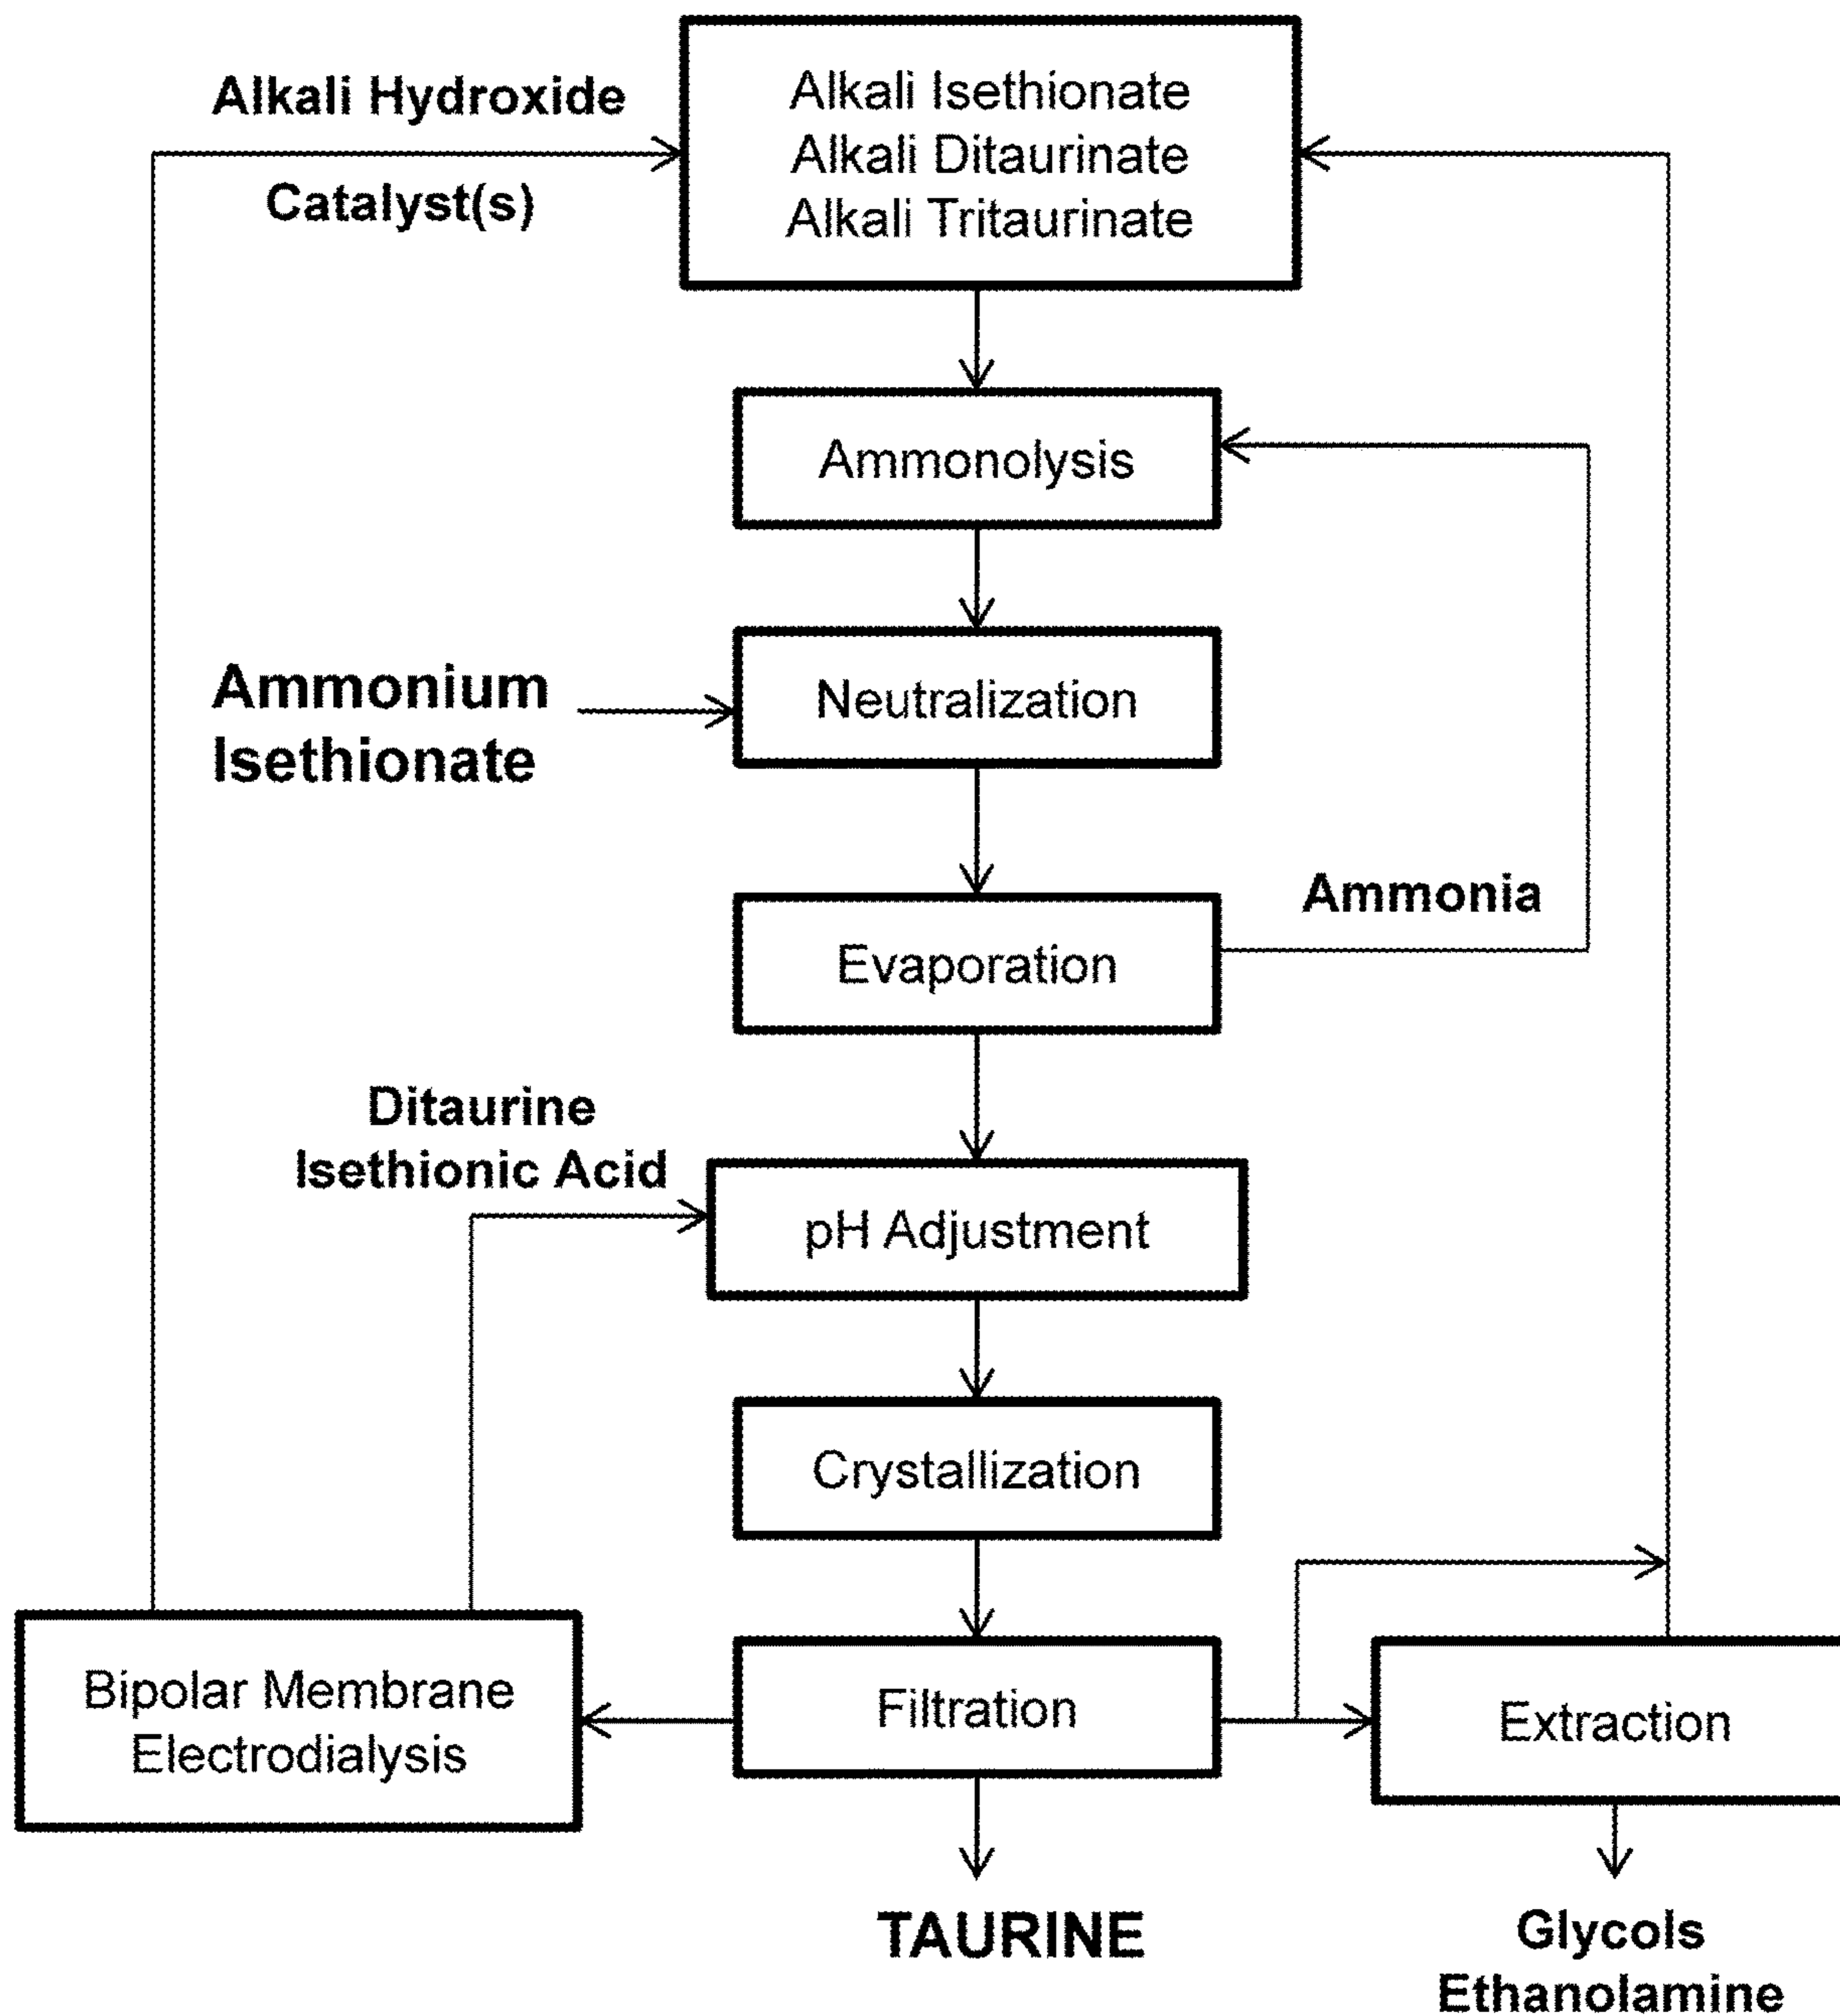 Alkali Hydroxide
Catalyst(s)
Alkali Isethionate
Alkali Ditaurinate
Alkali Tritaurinate
Ammonolysis
Ammonium
Isethionate
Neutralization
Evaporation
Ammonia
Ditaurine
Isethionic Acid
pH Adjustment
Crystallization
Bipolar Membrane
Electrodialysis
Filtration
Extraction
TAURINE
Glycols
Ethanolamine